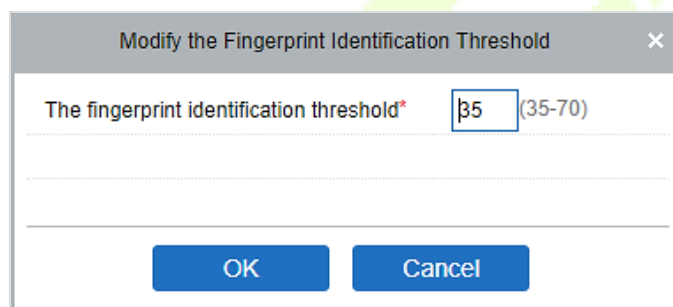 Modify the Fingerprint Identification Threshold ×
The fingerprint identification threshold* 35 (35-70)
OK Cancel